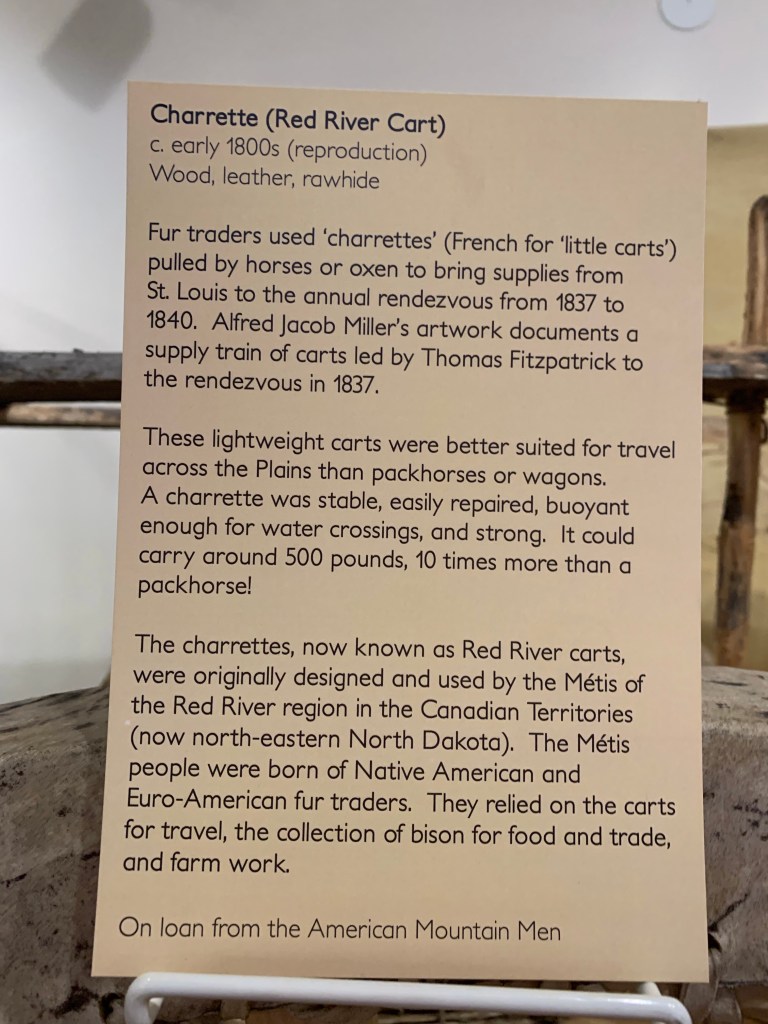 Charrette (Red River Cart)
c. early 1800s (reproduction)
Wood, leather, rawhide
Fur traders used ‘charrettes’ (French for ‘little carts’)
pulled by horses or oxen to bring supplies from
St. Louis to the annual rendezvous from 1837 to
1840. Alfred Jacob Miller’s artwork documents a
supply train of carts led by Thomas Fitzpatrick to
the rendezvous in 1837.
These lightweight carts were better suited for travel
across the Plains than packhorses or wagons.
A charrette was stable, easily repaired, buoyant
enough for water crossings, and strong. It could
carry around 500 pounds, 10 times more than a
packhorse!
The charrettes, now known as Red River carts,
were originally designed and used by the Métis of
the Red River region in the Canadian Territories
(now north-eastern North Dakota). The Métis
people were born of Native American and
Euro-American fur traders. They relied on the carts
for travel, the collection of bison for food and trade,
and farm work.
On loan from the American Mountain Men